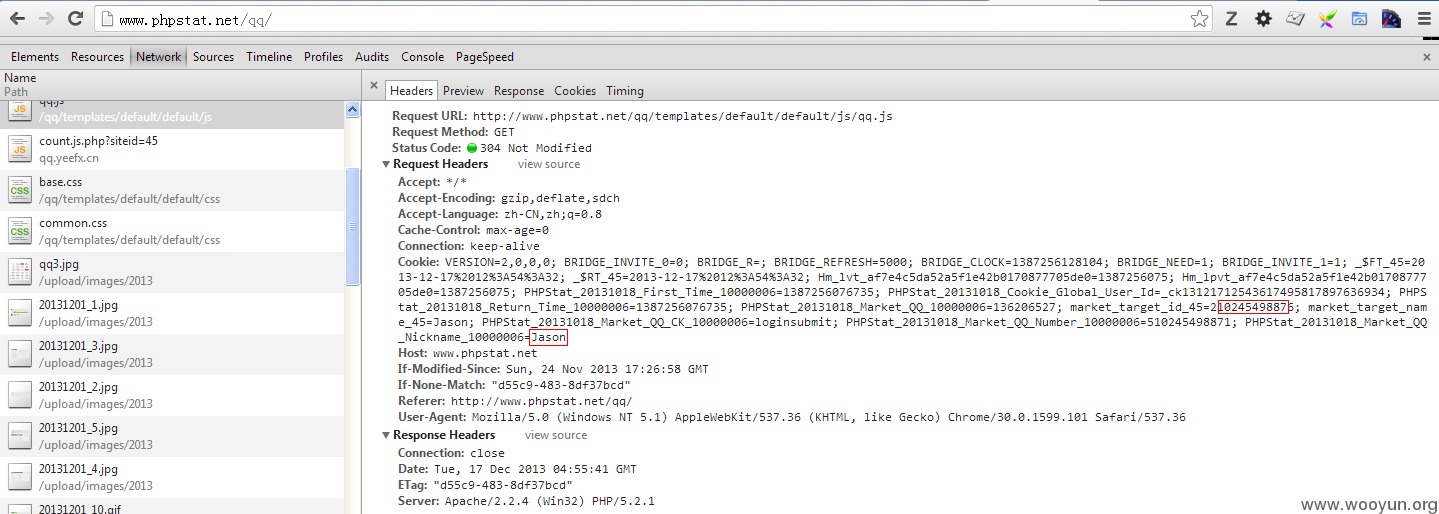 www.phpstat.net/qq/
Elements Resources Network Sources Timeline Profiles Audits Console PageSpeed
Name
Path
qq.js
/qq/templates/default/default/js
count.js.php?siteid=45
qq.yeefx.cn
base.css
/qq/templates/default/default/css
common.css
/qq/templates/default/default/css
qq3.jpg
/upload/images/2013
20131201_1.jpg
/upload/images/2013
20131201_3.jpg
/upload/images/2013
20131201_2.jpg
/upload/images/2013
20131201_5.jpg
/upload/images/2013
20131201_4.jpg
/upload/images/2013
20131201_10.gif
× Headers Preview Response Cookies Timing
Request URL: http://www.phpstat.net/qq/templates/default/default/js/qq.js
Request Method: GET
Status Code: 304 Not Modified
Request Headers view source
Accept: */*
Accept-Encoding: gzip,deflate,sdch
Accept-Language: zh-CN,zh;q=0.8
Cache-Control: max-age=0
Connection: keep-alive
Cookie: VERSION=2,0,0,0; BRIDGE_INVITE_0=0; BRIDGE_R=; BRIDGE_REFRESH=5000; BRIDGE_CLOCK=1387256128104; BRIDGE_NEED=1; BRIDGE_INVITE_1=1; _$FT_45=20
13-12-17%2012%3A54%3A32; _$RT_45=2013-12-17%2012%3A54%3A32; Hm_lvt_af7e4c5da52a5f1e42b0170877705de0=1387256075; Hm_lpvt_af7e4c5da52a5f1e42b01708777
05de0=1387256075; PHPStat_20131018_First_Time_10000006=1387256076735; PHPStat_20131018_Cookie_Global_User_Id=_ck13121712543617495817897636934; PHPS
tat_20131018_Return_Time_10000006=1387256076735; PHPStat_20131018_Market_QQ_10000006=136206527; market_target_id_45=210245498875; market_target_nam
e_45=Jason; PHPStat_20131018_Market_QQ_CK_10000006=loginsubmit; PHPStat_20131018_Market_QQ_Number_10000006=510245498871; PHPStat_20131018_Market_QQ
_Nickname_10000006=Jason
Host: www.phpstat.net
If-Modified-Since: Sun, 24 Nov 2013 17:26:58 GMT
If-None-Match: "d55c9-483-8df37bcd"
Referer: http://www.phpstat.net/qq/
User-Agent: Mozilla/5.0 (Windows NT 5.1) AppleWebKit/537.36 (KHTML, like Gecko) Chrome/30.0.1599.101 Safari/537.36
Response Headers view source
Connection: close
Date: Tue, 17 Dec 2013 04:55:41 GMT
ETag: "d55c9-483-8df37bcd"
Server: Apache/2.2.4 (Win32) PHP/5.2.1
www.wooyun.org